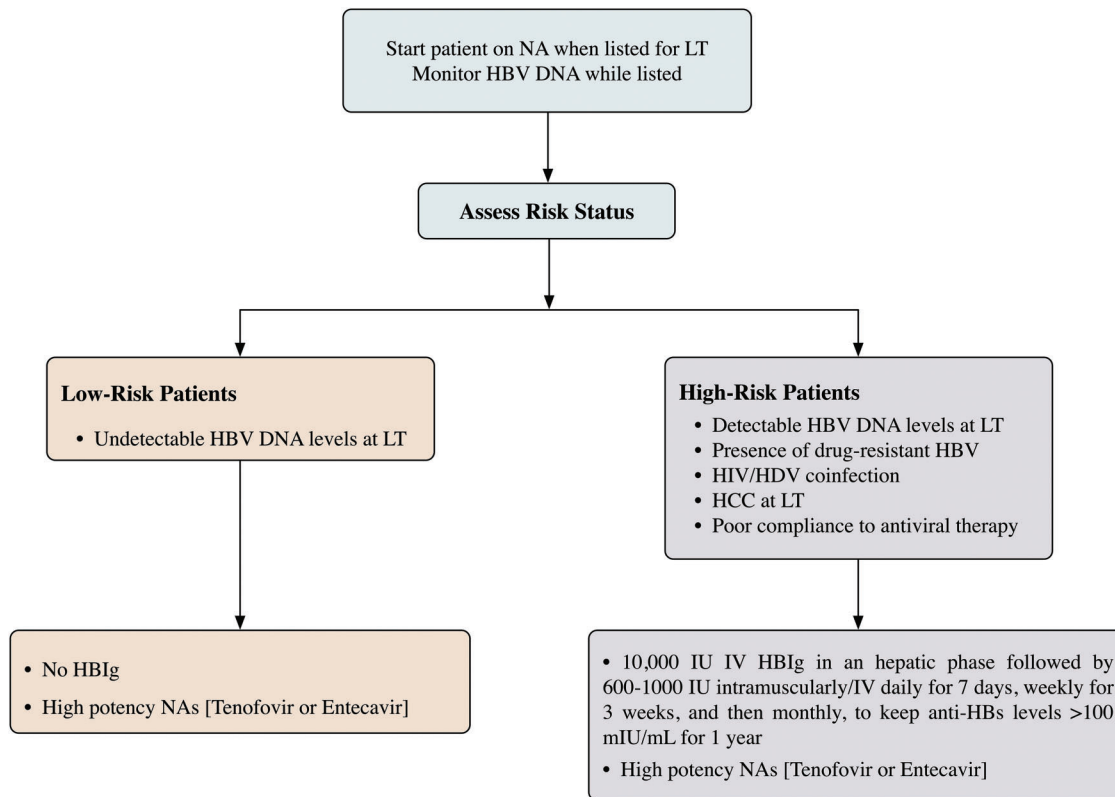 Start patient on NA when listed for LT
Monitor HBV DNA while listed
Assess Risk Status
Low-Risk Patients
• Undetectable HBV DNA levels at LT
High-Risk Patients
• Detectable HBV DNA levels at LT
• Presence of drug-resistant HBV
• HIV/HDV coinfection
• HCC at LT
• Poor compliance to antiviral therapy
• No HBIg
• High potency NAs [Tenofovir or Entecavir]
• 10,000 IU IV HBIg in an hepatic phase followed by
600-1000 IU intramuscularly/IV daily for 7 days, weekly for
3 weeks, and then monthly, to keep anti-HBs levels >100
mIU/mL for 1 year
• High potency NAs [Tenofovir or Entecavir]